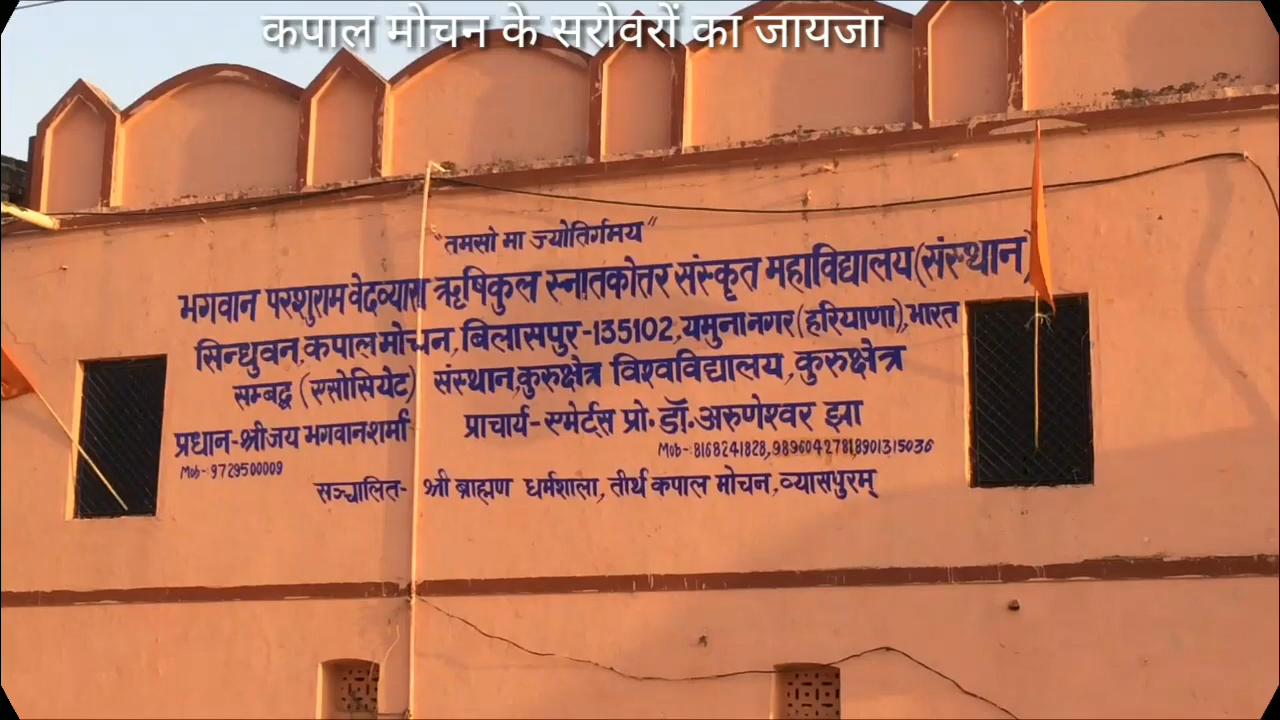 कपाल मोचन के सरोवरों का जायजा
"तमसो मा ज्योतिर्गमय"
भगवान परशुराम वेदव्यास ऋषिकुल स्नातकोतर संस्कृत महाविद्यालय(संस्थान)
सिन्धुवन,कपालमोचन,बिलासपुर-135102,यमुनानगर(हरियाणा),भारत
सम्बद्ध (एसोसियेट) संस्थान,कुरुक्षेत्र विश्वविद्यालय,कुरुक्षेत्र
प्रधान-श्रीजय भगवानशर्मा प्राचार्य-स्मेर्ट्स प्रो.डॉ.अरुणेश्वर झा
Mob-:9729500009 Mob-:8168241828,9896042781,8901315036
सञ्चालित- श्री ब्राह्मण धर्मशाला, तीर्थ कपाल मोचन,व्यासपुरम्